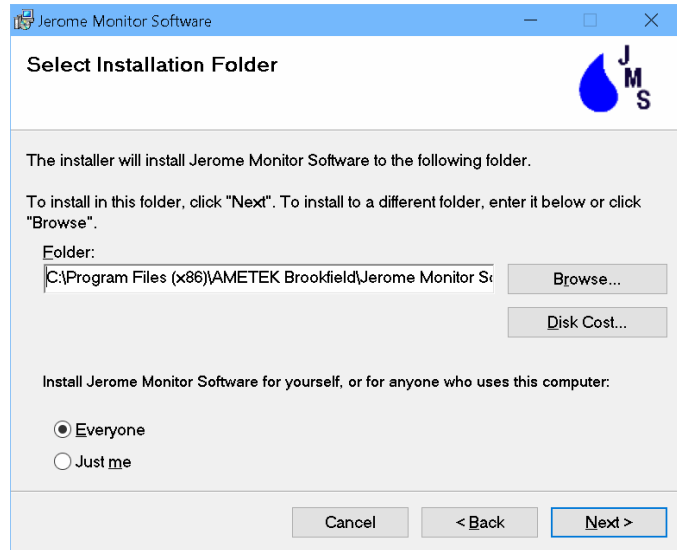 Jerome Monitor Software
Select Installation Folder
J
M
S
The installer will install Jerome Monitor Software to the following folder.
To install in this folder, click "Next". To install to a different folder, enter it below or click
"Browse".
Folder:
C:\Program Files (x86)\AMETEK Brookfield\Jerome Monitor So
Browse...
Disk Cost...
Install Jerome Monitor Software for yourself, or for anyone who uses this computer:
Everyone
Just me
Cancel
< Back
Next >